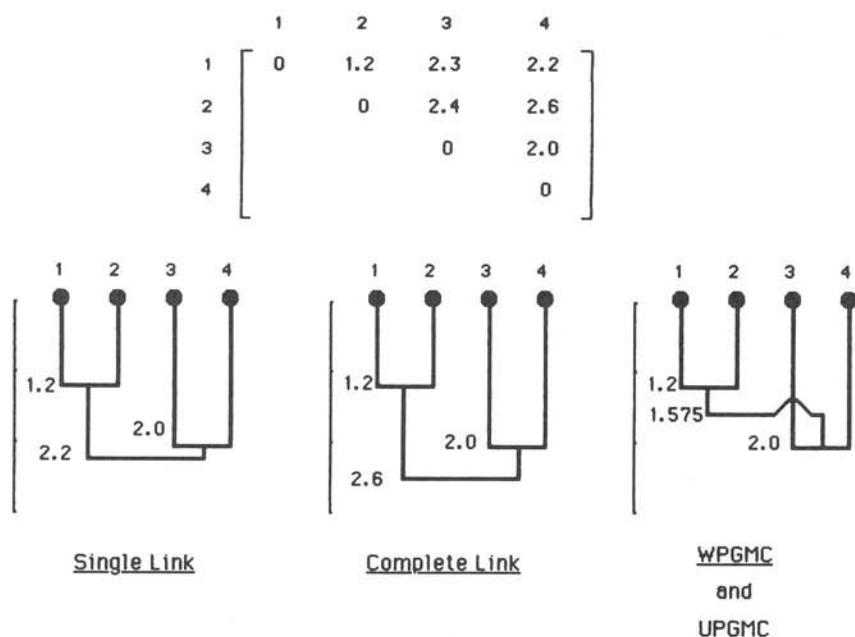 1 2 3 4
1 0 1.2 2.3 2.2
2 0 2.4 2.6
3 0 2.0
4 0
1 2 3 4
1.2
2.0
2.2
Single Link
1 2 3 4
1.2
2.0
2.6
Complete Link
1 2 3 4
1.2
1.575
2.0
WPGMC
and
UPGMC